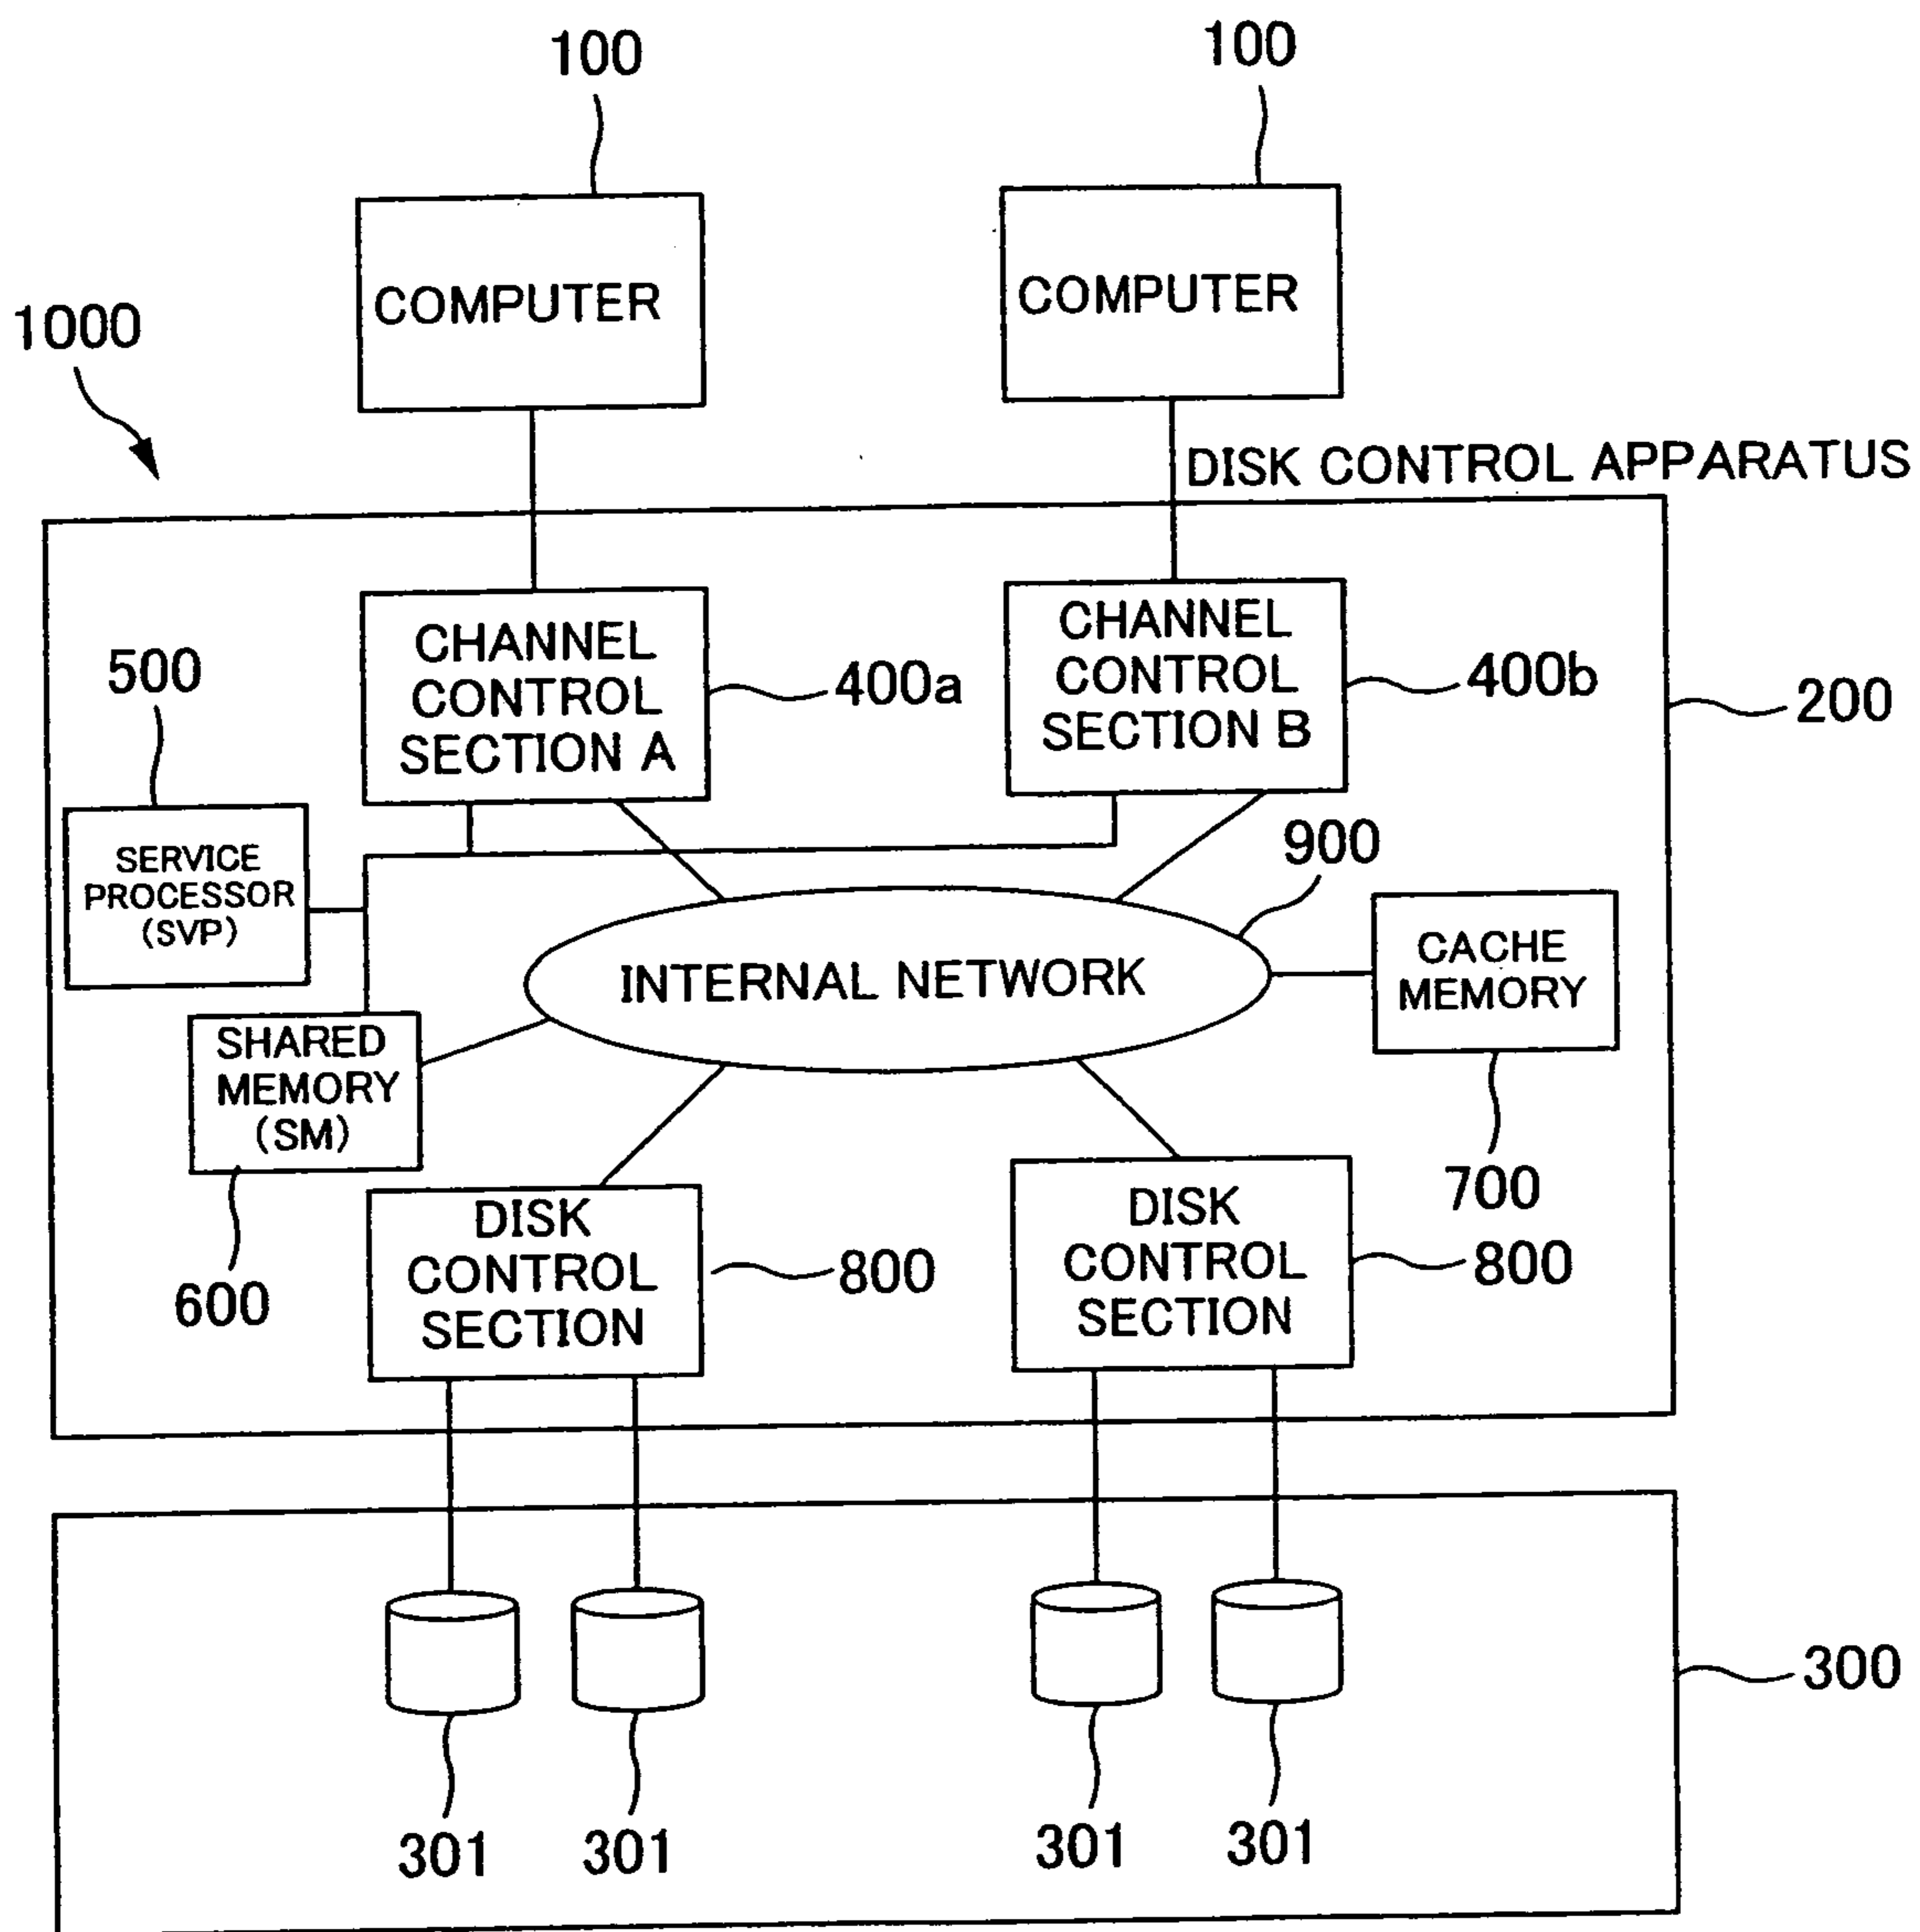 100
100
COMPUTER
COMPUTER
1000
DISK CONTROL APPARATUS
CHANNEL
CONTROL
SECTION A
400a
CHANNEL
CONTROL
SECTION B
400b
200
500
SERVICE
PROCESSOR
(SVP)
900
INTERNAL NETWORK
CACHE
MEMORY
700
SHARED
MEMORY
(SM)
600
DISK
CONTROL
SECTION
800
DISK
CONTROL
SECTION
800
300
301
301
301
301